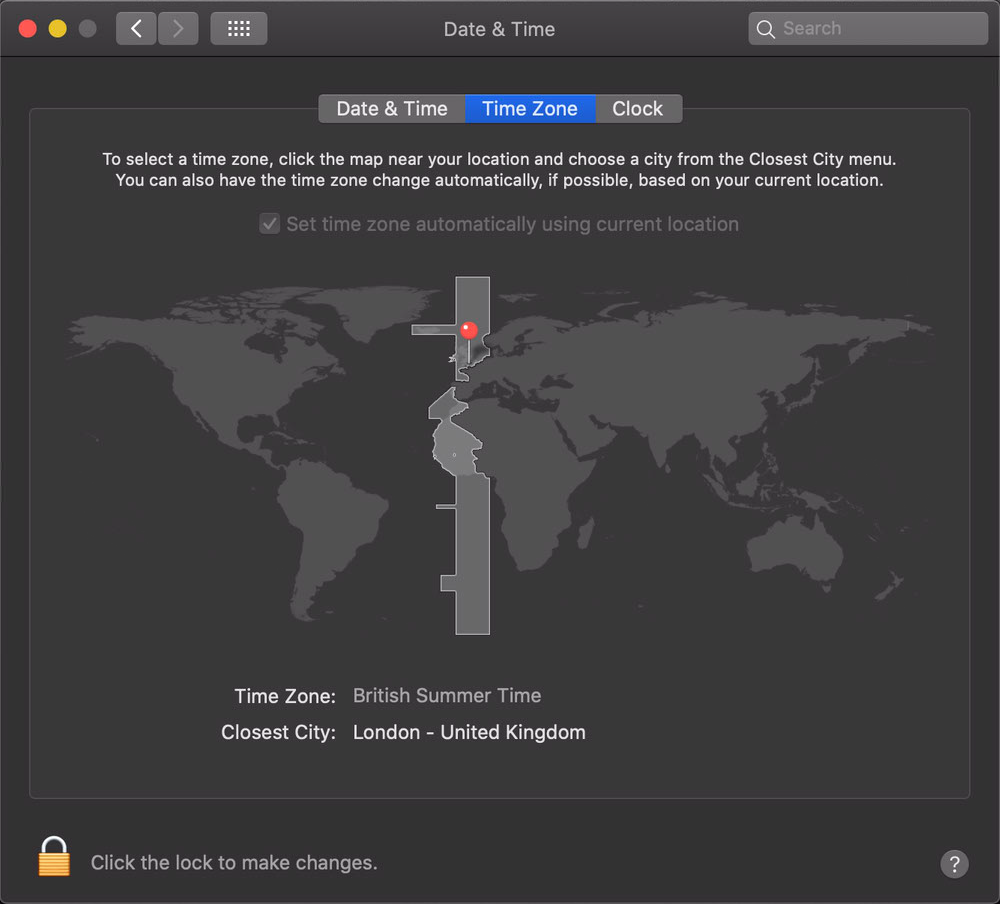 Date & Time
Search
Date & Time
Time Zone
Clock
To select a time zone, click the map near your location and choose a city from the Closest City menu.
You can also have the time zone change automatically, if possible, based on your current location.
Set time zone automatically using current location
Time Zone: British Summer Time
Closest City: London - United Kingdom
Click the lock to make changes.
?